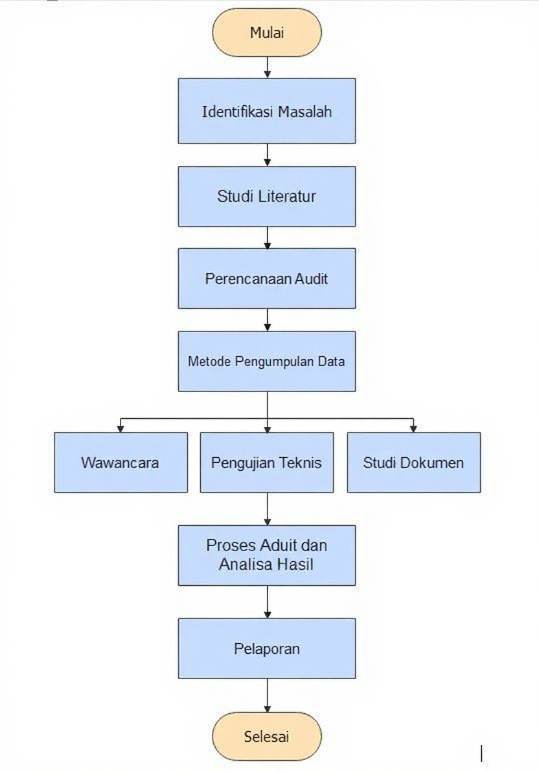 Mulai
Identifikasi Masalah
Studi Literatur
Perencanaan Audit
Metode Pengumpulan Data
Wawancara
Pengujian Teknis
Studi Dokumen
Proses Aduit dan
Analisa Hasil
Pelaporan
Selesai